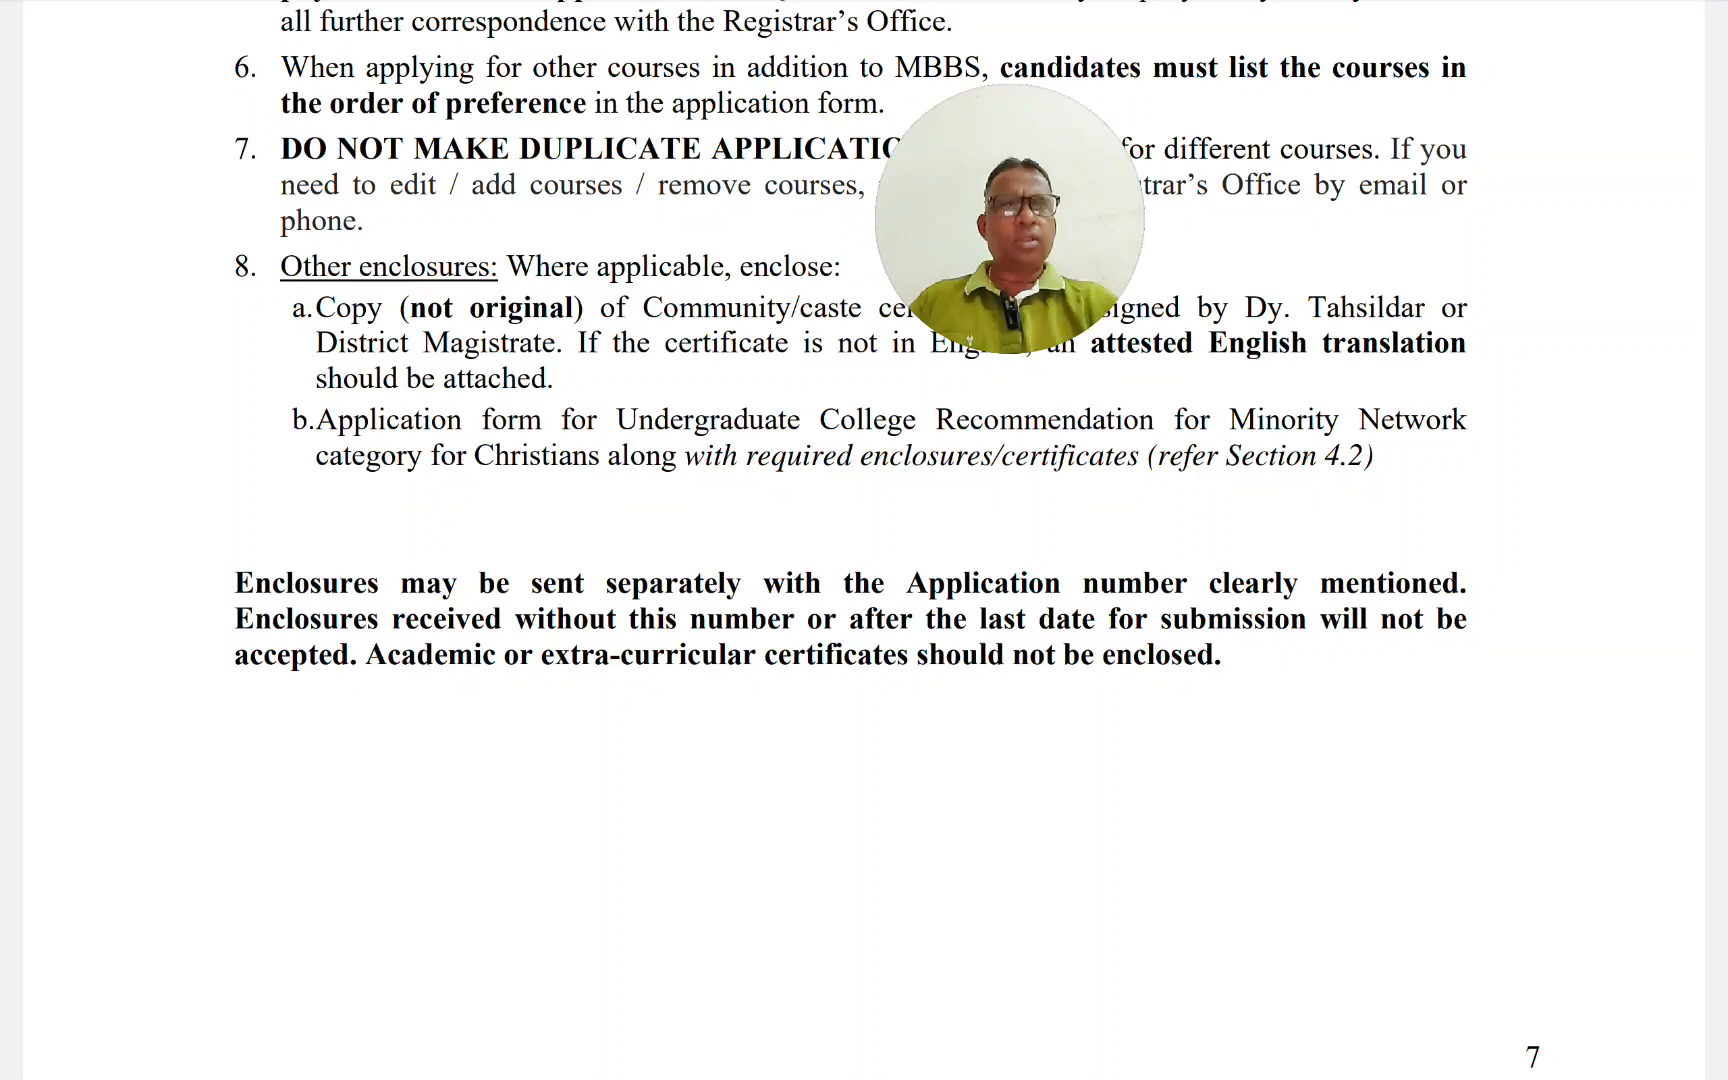 all further correspondence with the Registrar’s Office.
6. When applying for other courses in addition to MBBS, candidates must list the courses in
the order of preference in the application form.
7. DO NOT MAKE DUPLICATE for different courses. If you
need to edit / add courses / remove courses, Office by email or
phone.
8. Other enclosures: Where applicable, enclose:
a.Copy (not original) of Community/caste by Dy. Tahsildar or
District Magistrate. If the certificate is not in attested English translation
should be attached.
b.Application form for Undergraduate College Recommendation for Minority Network
category for Christians along with required enclosures/certificates (refer Section 4.2)
Enclosures may be sent separately with the Application number clearly mentioned.
Enclosures received without this number or after the last date for submission will not be
accepted. Academic or extra-curricular certificates should not be enclosed.
7